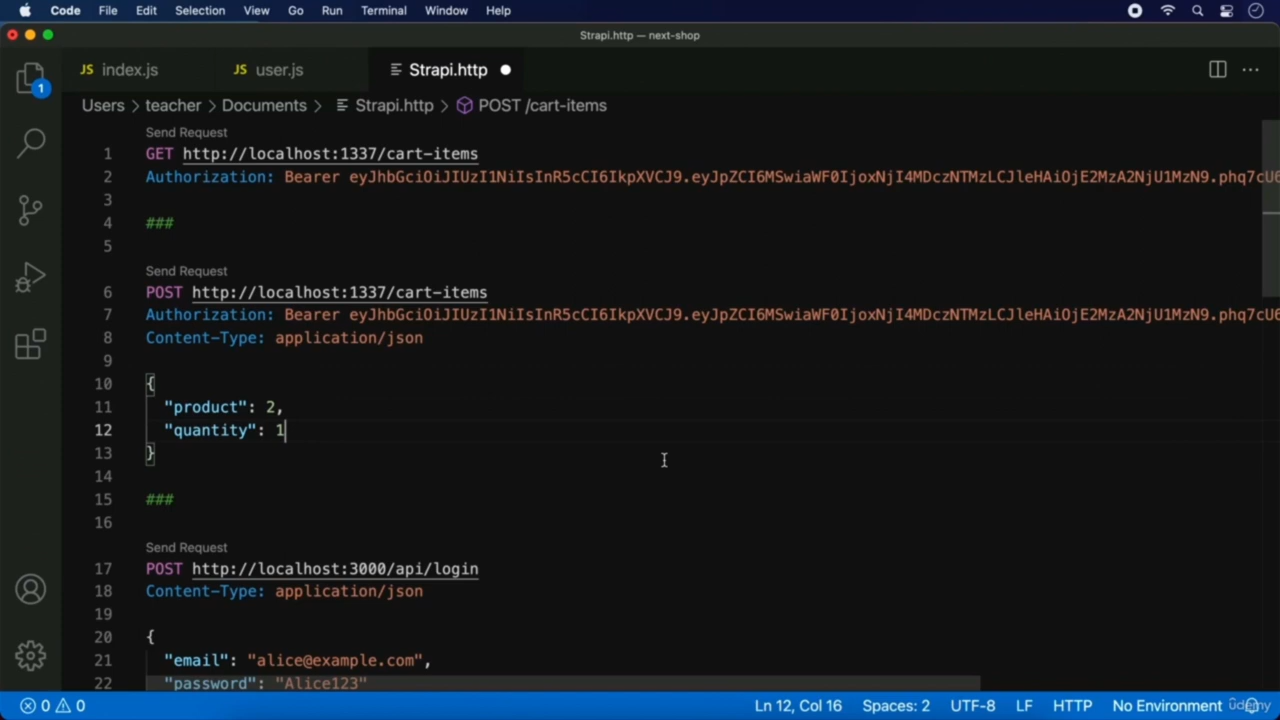 Code File Edit Selection View Go Run Terminal Window Help
Strapi.http — next-shop
JS index.js JS user.js Strapi.http
1
Users > teacher > Documents > Strapi.http > POST /cart-items
Send Request
1 GET http://localhost:1337/cart-items
2 Authorization: Bearer eyJhbGciOiJIUzI1NiIsInR5cCI6IkpXVCJ9.eyJpZCI6MSwiaWF0IjoxNjI4MDczNTMzLCJleHAiOjE2MzA2NjU1MzN9.phq7cU6
3
4 ###
5
Send Request
6 POST http://localhost:1337/cart-items
7 Authorization: Bearer eyJhbGciOiJIUzI1NiIsInR5cCI6IkpXVCJ9.eyJpZCI6MSwiaWF0IjoxNjI4MDczNTMzLCJleHAiOjE2MzA2NjU1MzN9.phq7cU6
8 Content-Type: application/json
9
10 {
11 "product": 2,
12 "quantity": 1
13 }
14
15 ###
16
Send Request
17 POST http://localhost:3000/api/login
18 Content-Type: application/json
19
20 {
21 "email": "alice@example.com",
22 "password": "Alice123"
0 0 Ln 12, Col 16 Spaces: 2 UTF-8 LF HTTP No Environment udemy